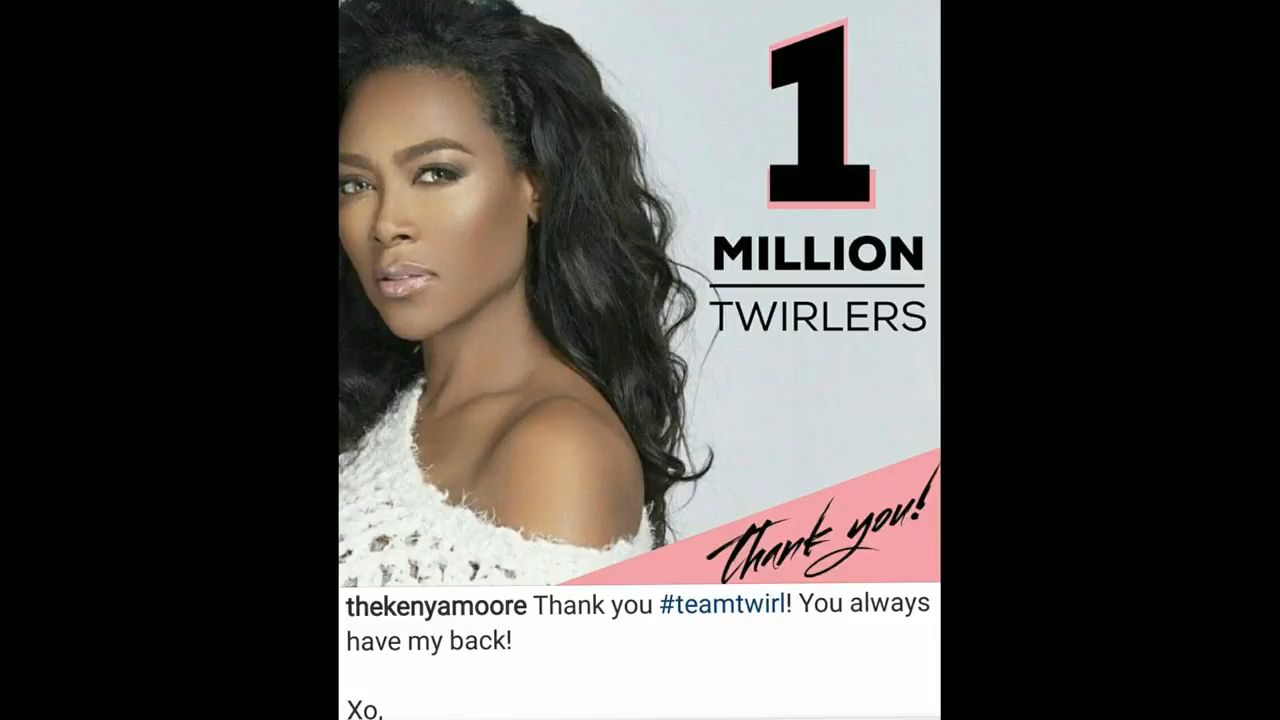 1
MILLION
TWIRLERS
Thank you!
thekenyamoore Thank you #teamtwirl! You always
have my back!
Xo,